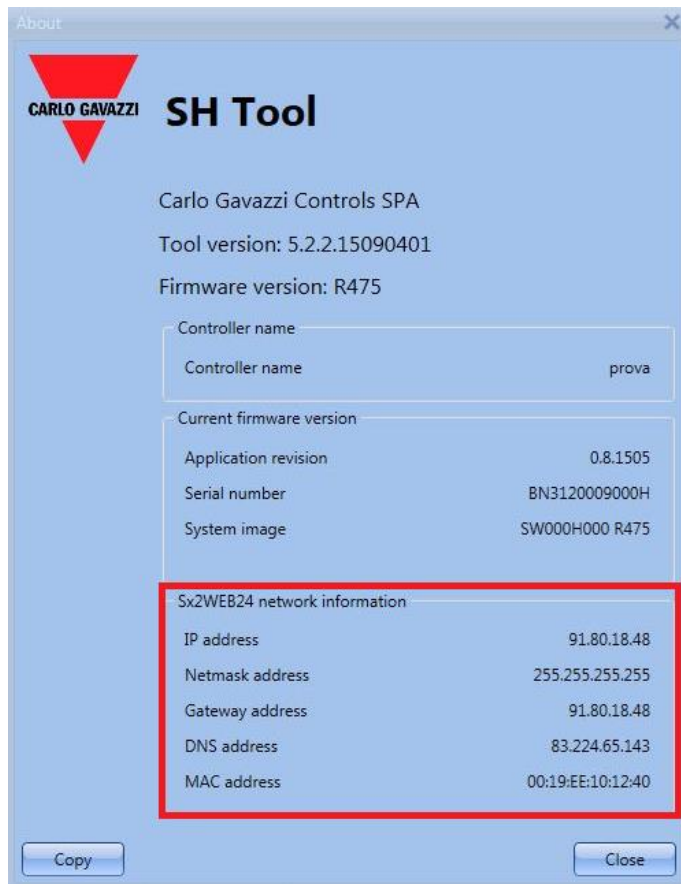 About
CARLO GAVAZZI
SH Tool
Carlo Gavazzi Controls SPA
Tool version: 5.2.2.15090401
Firmware version: R475
Controller name
Controller name prova
Current firmware version
Application revision 0.8.1505
Serial number BN3120009000H
System image SW000H000 R475
Sx2WEB24 network information
IP address 91.80.18.48
Netmask address 255.255.255.255
Gateway address 91.80.18.48
DNS address 83.224.65.143
MAC address 00:19:EE:10:12:40
Copy Close